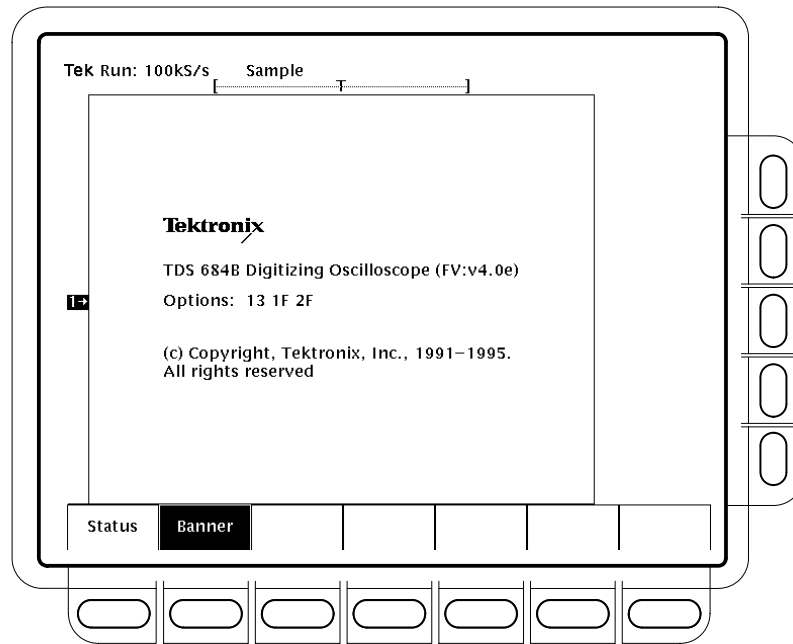 Tek Run: 100kS/s Sample
[ T ]
Tektronix
TDS 684B Digitizing Oscilloscope (FV:v4.0e)
1→
Options: 13 1F 2F
(c) Copyright, Tektronix, Inc., 1991–1995.
All rights reserved
Status Banner